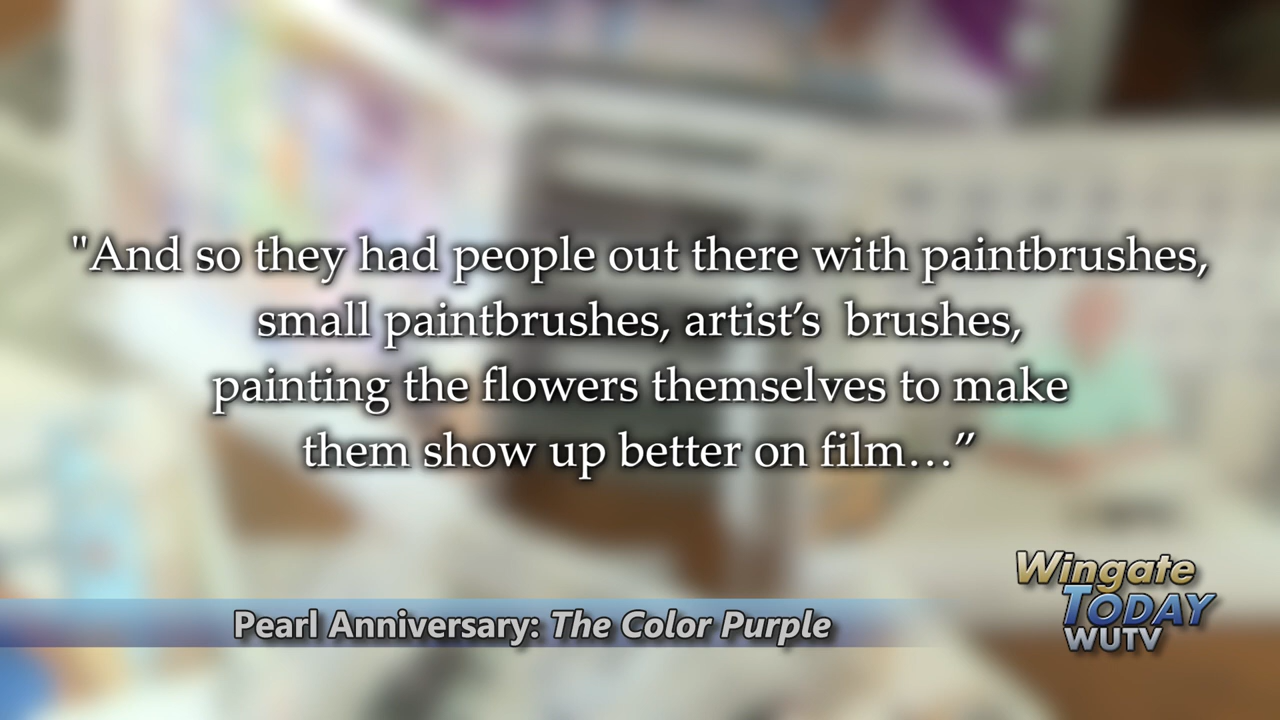 "And so they had people out there with paintbrushes,
small paintbrushes, artist’s  brushes,
painting the flowers themselves to make
them show up better on film…”
Pearl Anniversary: The Color Purple
Wingate
TODAY
WUTV